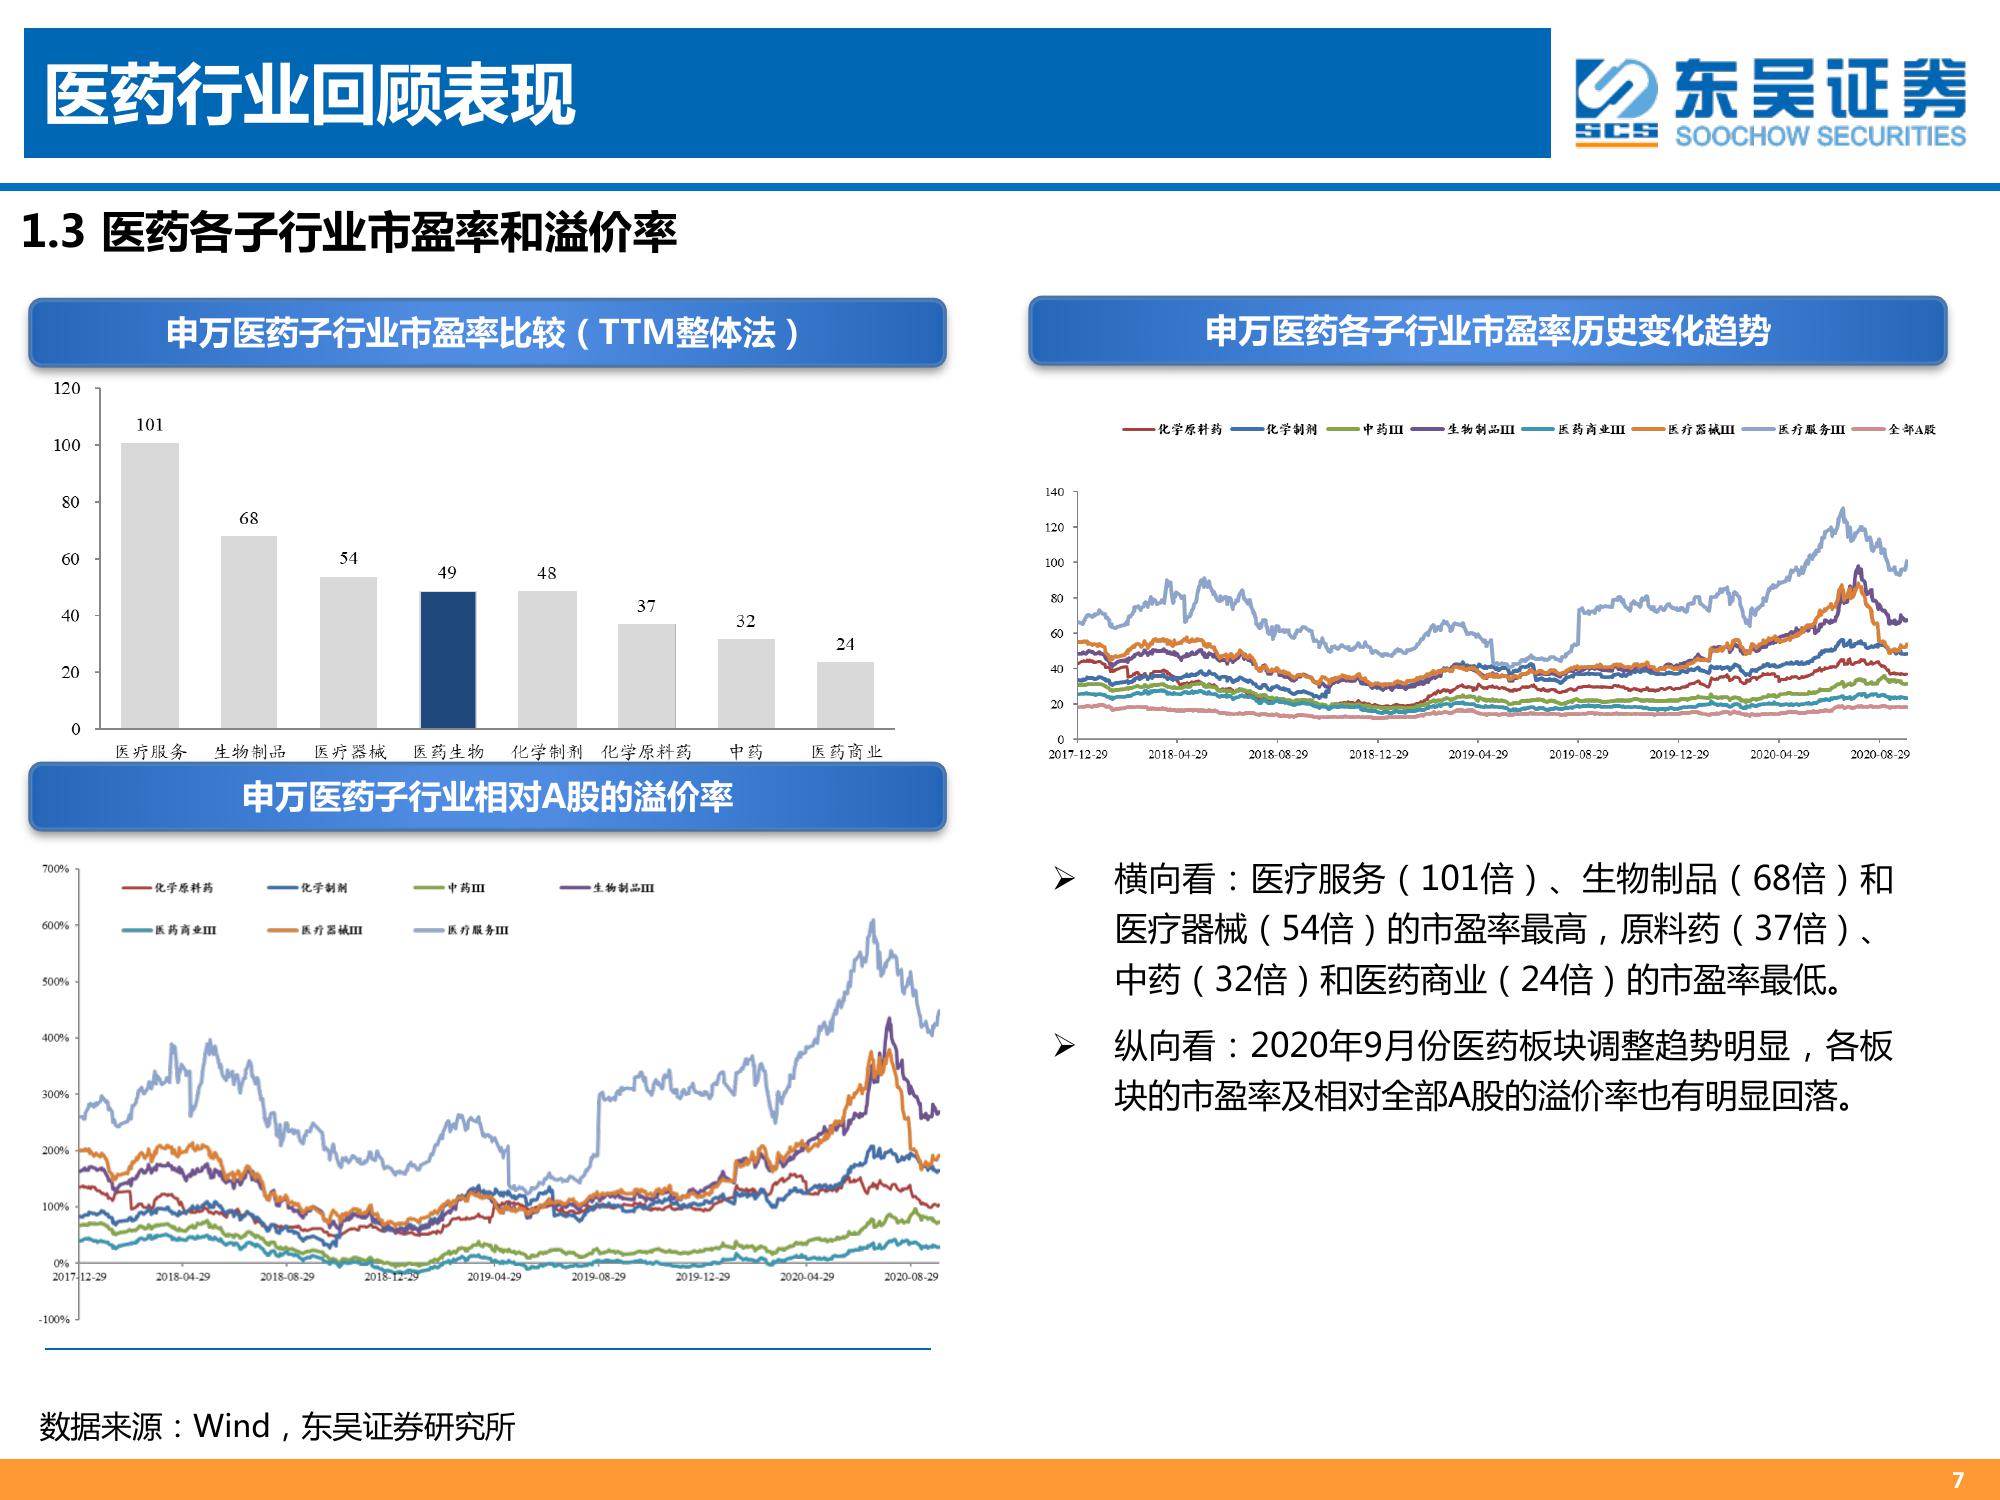 医药行业回顾表现
SCS
东吴证券
SOOCHOW SECURITIES
1.3 医药各子行业市盈率和溢价率
申万医药子行业市盈率比较（TTM整体法）
120
100
80
60
40
20
0
101
68
54
49
48
37
32
24
医疗服务 生物制品 医疗器械 医药生物 化学制剂 化学原料药 中药 医药商业
申万医药各子行业市盈率历史变化趋势
化学原料药 化学制剂 中药III 生物制品III 医药商业III 医疗器械III 医疗服务III 全部A股
140
120
100
80
60
40
20
0
2017-12-29 2018-04-29 2018-08-29 2018-12-29 2019-04-29 2019-08-29 2019-12-29 2020-04-29 2020-08-29
申万医药子行业相对A股的溢价率
化学原料药 化学制剂 中药III 生物制品III
医药商业III 医疗器械III 医疗服务III
700%
600%
500%
400%
300%
200%
100%
0%
-100%
2017-12-29 2018-04-29 2018-08-29 2018-12-29 2019-04-29 2019-08-29 2019-12-29 2020-04-29 2020-08-29
➢ 横向看：医疗服务（101倍）、生物制品（68倍）和
医疗器械（54倍）的市盈率最高，原料药（37倍）、
中药（32倍）和医药商业（24倍）的市盈率最低。
➢ 纵向看：2020年9月份医药板块调整趋势明显，各板
块的市盈率及相对全部A股的溢价率也有明显回落。
数据来源：Wind，东吴证券研究所
7